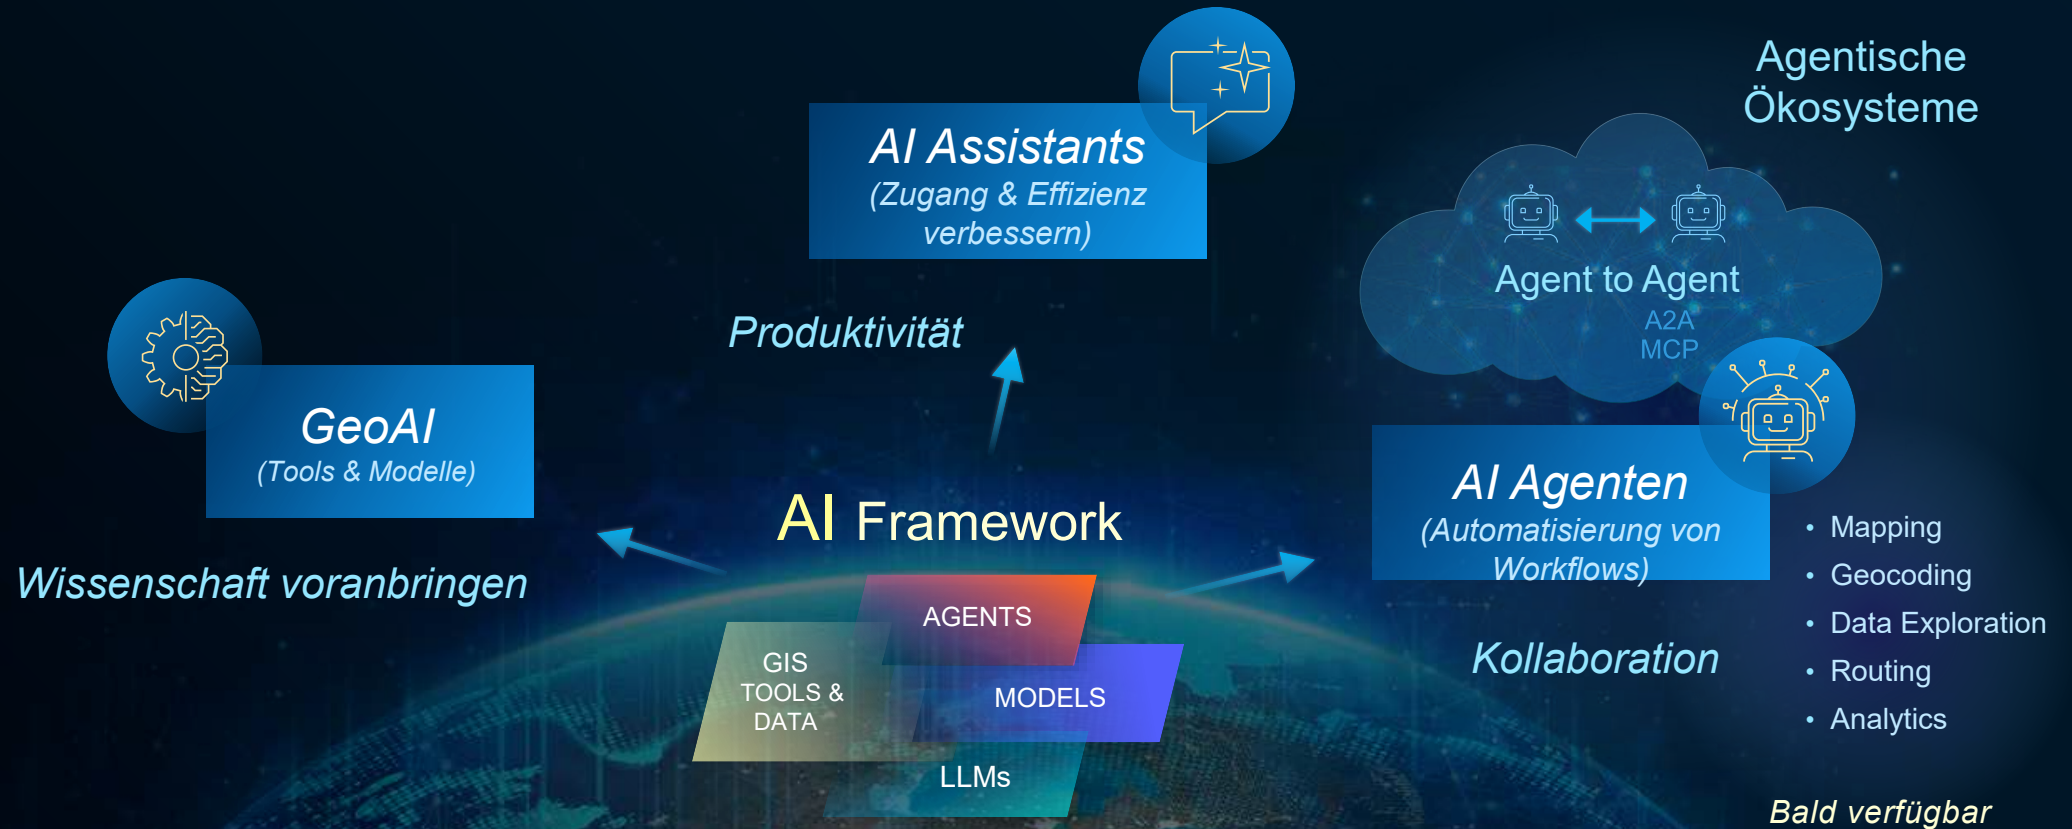 Agentische
Ökosysteme
AI Assistants
(Zugang & Effizienz
verbessern)
Agent to Agent
A2A
MCP
Produktivität
GeoAI
(Tools & Modelle)
Wissenschaft voranbringen
AI Framework
AGENTS
GIS
TOOLS &
DATA
MODELS
LLMs
AI Agenten
(Automatisierung von
Workflows)
Kollaboration
• Mapping
• Geocoding
• Data Exploration
• Routing
• Analytics
Bald verfügbar